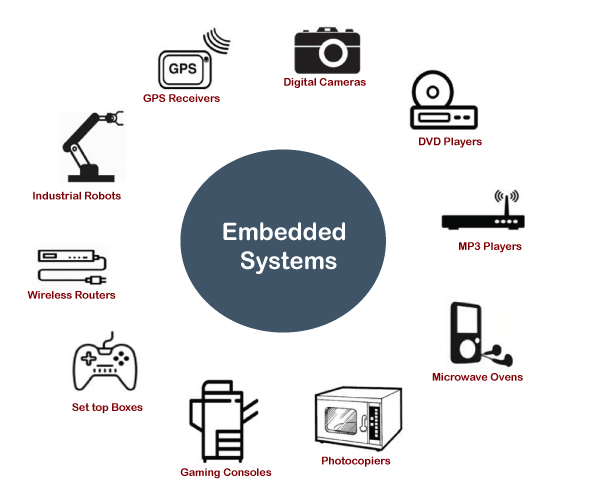 GPS
GPS Receivers
Digital Cameras
DVD Players
Industrial Robots
MP3 Players
Embedded
Systems
Wireless Routers
Microwave Ovens
Set top Boxes
Gaming Consoles
Photocopiers